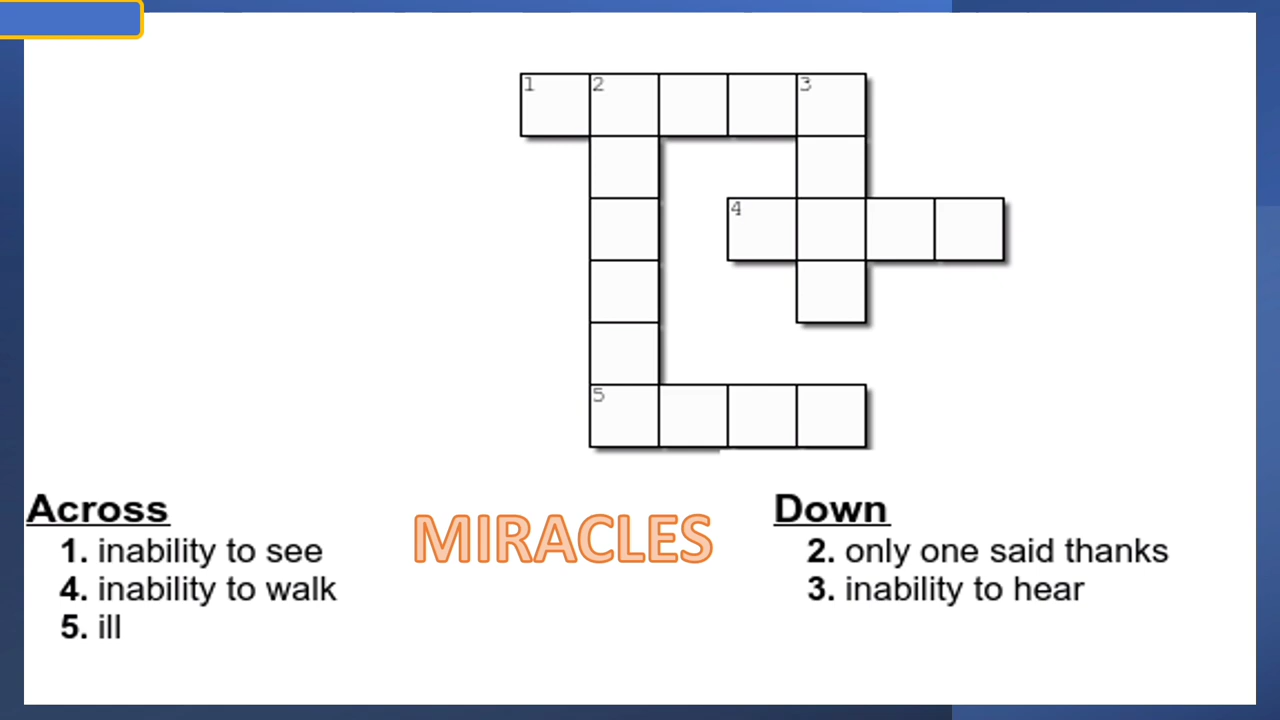 1 2 3
4
5
Across
1. inability to see
4. inability to walk
5. ill
MIRACLES
Down
2. only one said thanks
3. inability to hear